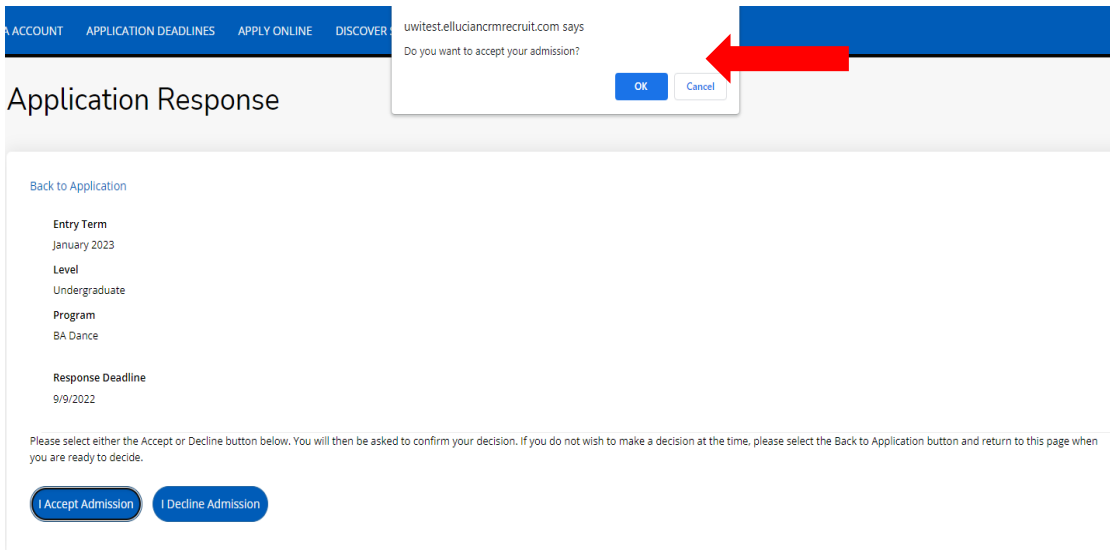 A ACCOUNT APPLICATION DEADLINES APPLY ONLINE DISCOVER
uwitest.elluciancrmrecruit.com says
Do you want to accept your admission?
OK Cancel
Application Response
Back to Application
Entry Term
January 2023
Level
Undergraduate
Program
BA Dance
Response Deadline
9/9/2022
Please select either the Accept or Decline button below. You will then be asked to confirm your decision. If you do not wish to make a decision at the time, please select the Back to Application button and return to this page when
you are ready to decide.
I Accept Admission I Decline Admission